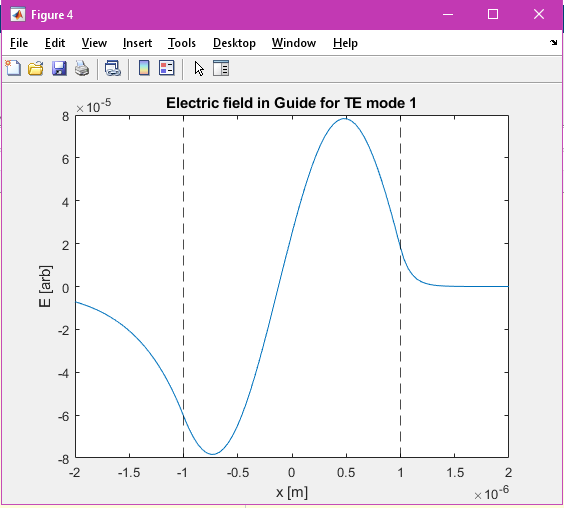 Figure 4
File Edit View Insert Tools Desktop Window Help
×10^-5
Electric field in Guide for TE mode 1
8
6
4
2
0
-2
-4
-6
-8
E [arb]
-2 -1.5 -1 -0.5 0 0.5 1 1.5 2
x [m]
×10^-6